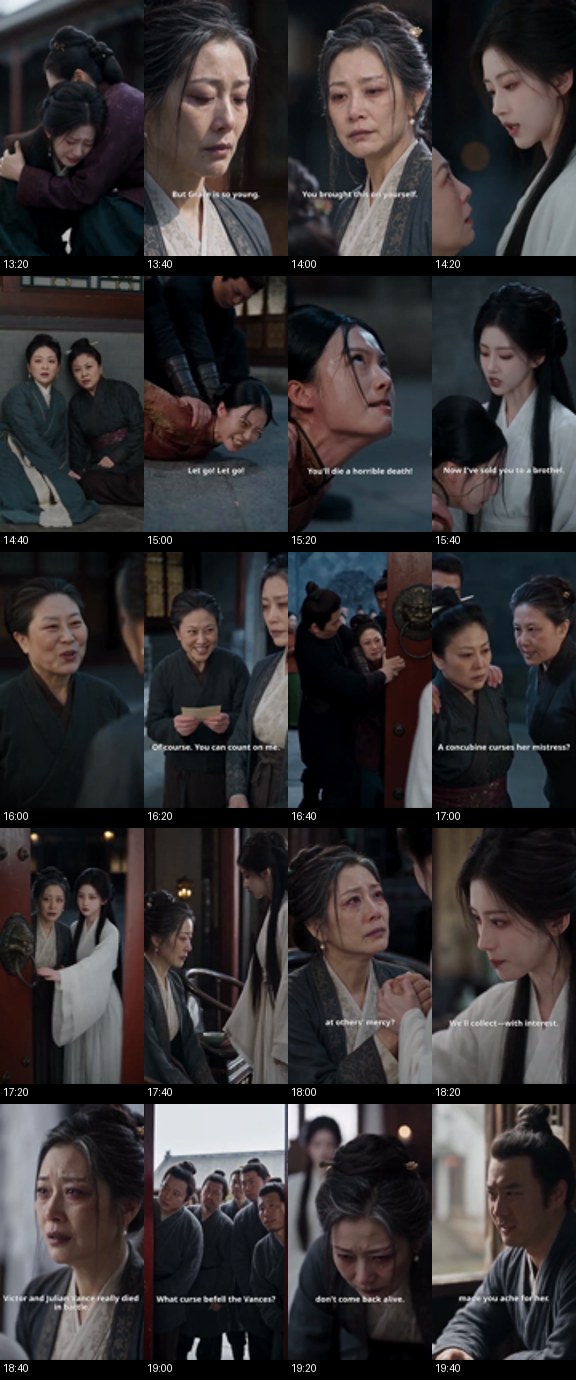 13:20
13:40
14:00
14:20
But Grace is so young.
You brought this on yourself.
14:40
15:00
15:20
15:40
Let go! Let go!
You'll die a horrible death!
Now I've sold you to a brothel.
16:00
16:20
16:40
17:00
Of course. You can count on me.
A concubine curses her mistress?
17:20
17:40
18:00
18:20
at others' mercy?
We'll collect—with interest.
18:40
19:00
19:20
19:40
Victor and Julian Vance really died
in battle.
What curse befell the Vances?
don't come back alive.
made you ache for her.